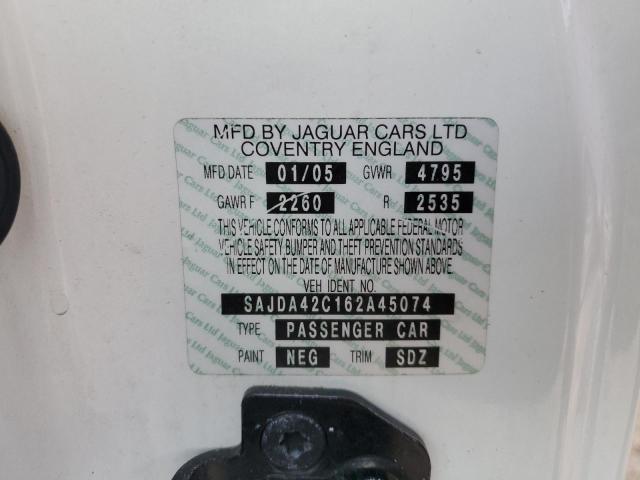 MFD BY JAGUAR CARS LTD
COVENTRY ENGLAND
MFD DATE 01/05 GVWR 4795
GAWR F 2260 R 2535
THIS VEHICLE CONFORMS TO ALL APPLICABLE FEDERAL MOTOR
VEHICLE SAFETY BUMPER AND THEFT PREVENTION STANDARDS
IN EFFECT ON THE DATE OF MANUFACTURE SHOWN ABOVE.
VEH IDENT NO.
SAJDA42C162A45074
TYPE PASSENGER CAR
PAINT NEG TRIM SDZ